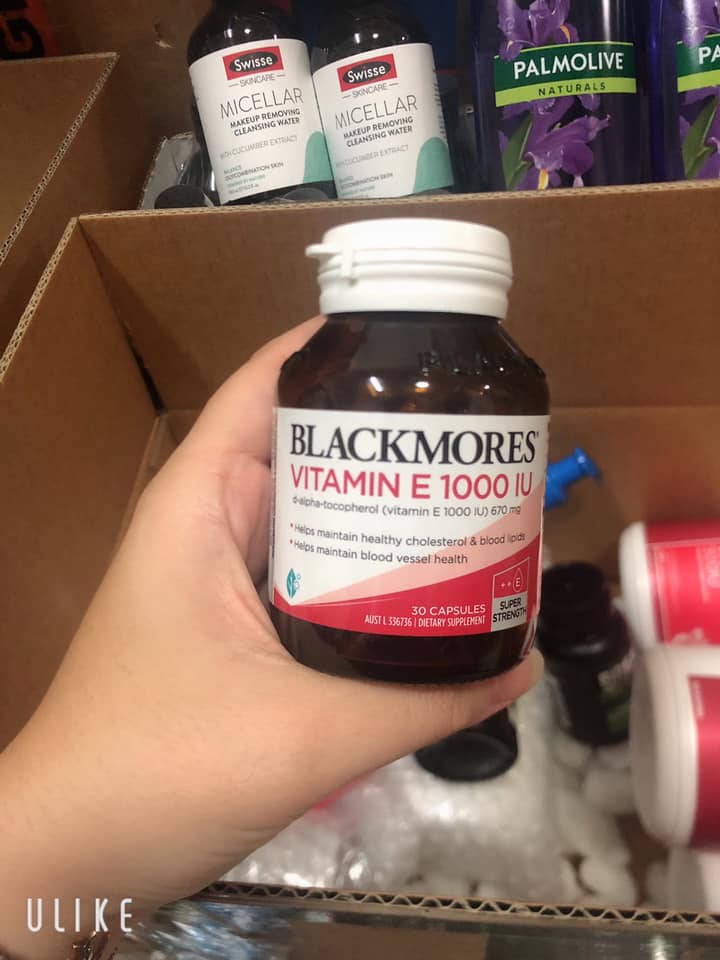 Swisse
SKINCARE
MICELLAR
MAKEUP REMOVING
CLEANSING WATER
WITH CUCUMBER EXTRACT
Swisse
SKINCARE
MICELLAR
MAKEUP REMOVING
CLEANSING WATER
WITH CUCUMBER EXTRACT
PALMOLIVE
NATURALS
PA
BLACKMORES
VITAMIN E 1000 IU
d-alpha-tocopherol (vitamin E 1000 IU) 670 mg
• Helps maintain healthy cholesterol & blood lipids
• Helps maintain blood vessel health
++ E
SUPER
STRENGTH
30 CAPSULES
AUST L 336736 | DIETARY SUPPLEMENT
ULIKE